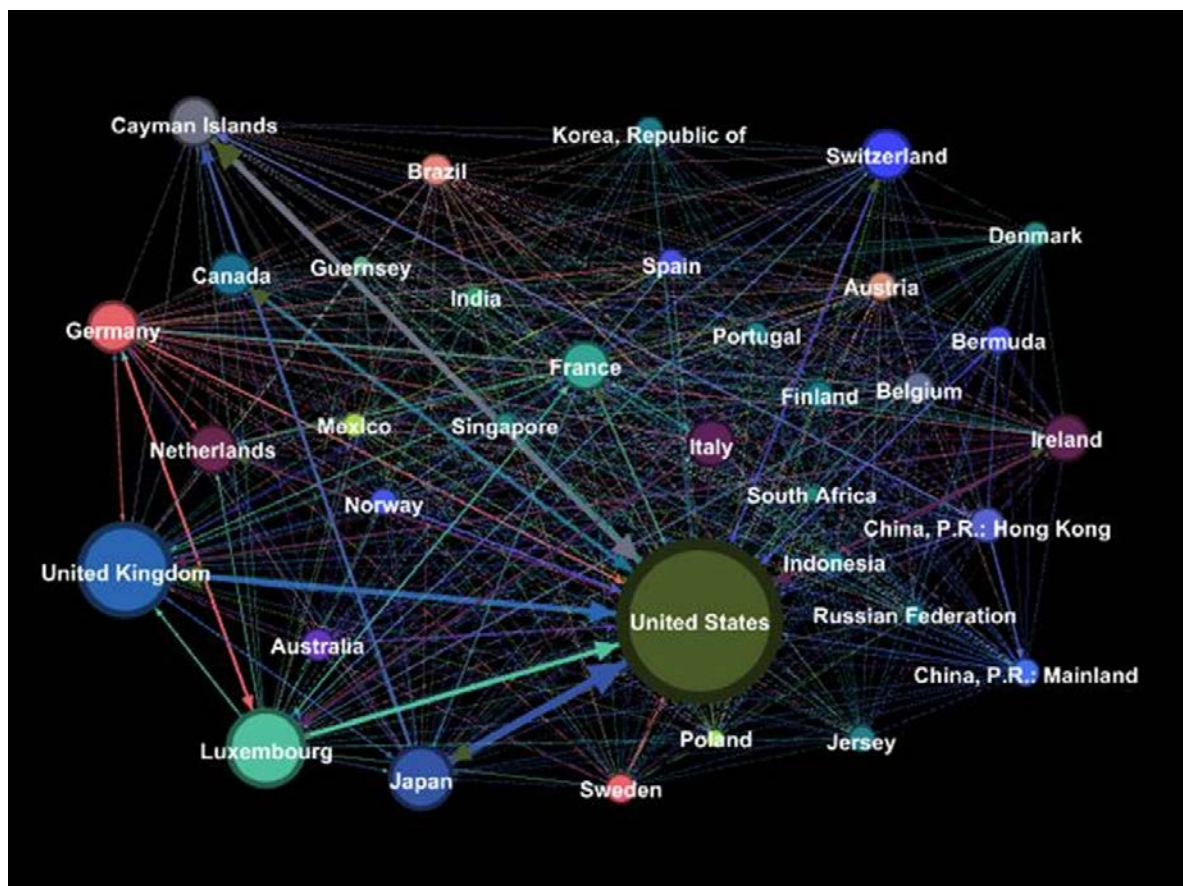 Cayman Islands
Korea, Republic of
Switzerland
Brazil
Denmark
Canada
Guernsey
Spain
India
Austria
Germany
Portugal
Bermuda
France
Finland
Belgium
Mexico
Singapore
Netherlands
Italy
Ireland
South Africa
Norway
China, P.R.: Hong Kong
United Kingdom
Indonesia
United States
Russian Federation
Australia
China, P.R.: Mainland
Luxembourg
Poland
Jersey
Japan
Sweden